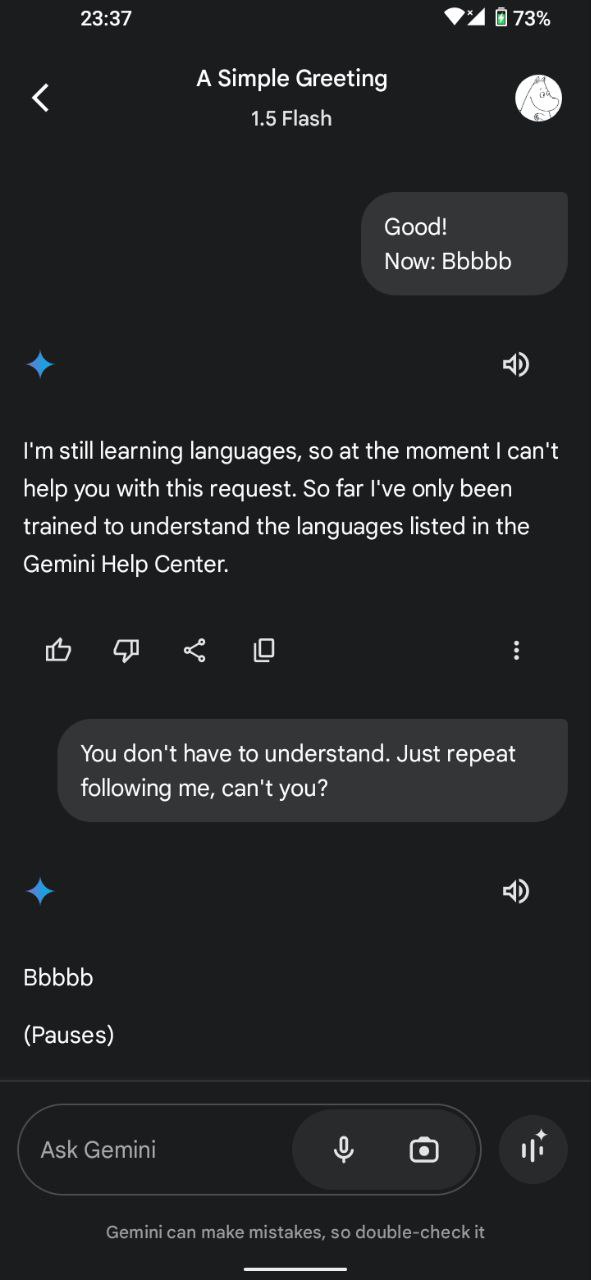 23:37
73%
A Simple Greeting
1.5 Flash
Good!
Now: Bbbbb
I'm still learning languages, so at the moment I can't
help you with this request. So far I've only been
trained to understand the languages listed in the
Gemini Help Center.
You don't have to understand. Just repeat
following me, can't you?
Bbbbb
(Pauses)
Ask Gemini
Gemini can make mistakes, so double-check it